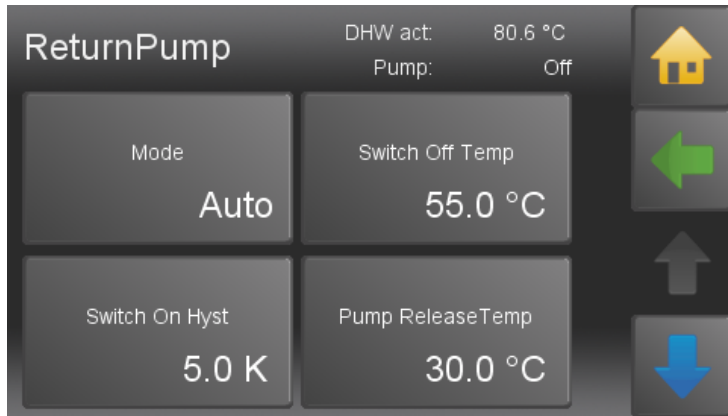 ReturnPump
DHW act: 80.6 °C
Pump: Off
Mode
Auto
Switch Off Temp
55.0 °C
Switch On Hyst
5.0 K
Pump ReleaseTemp
30.0 °C